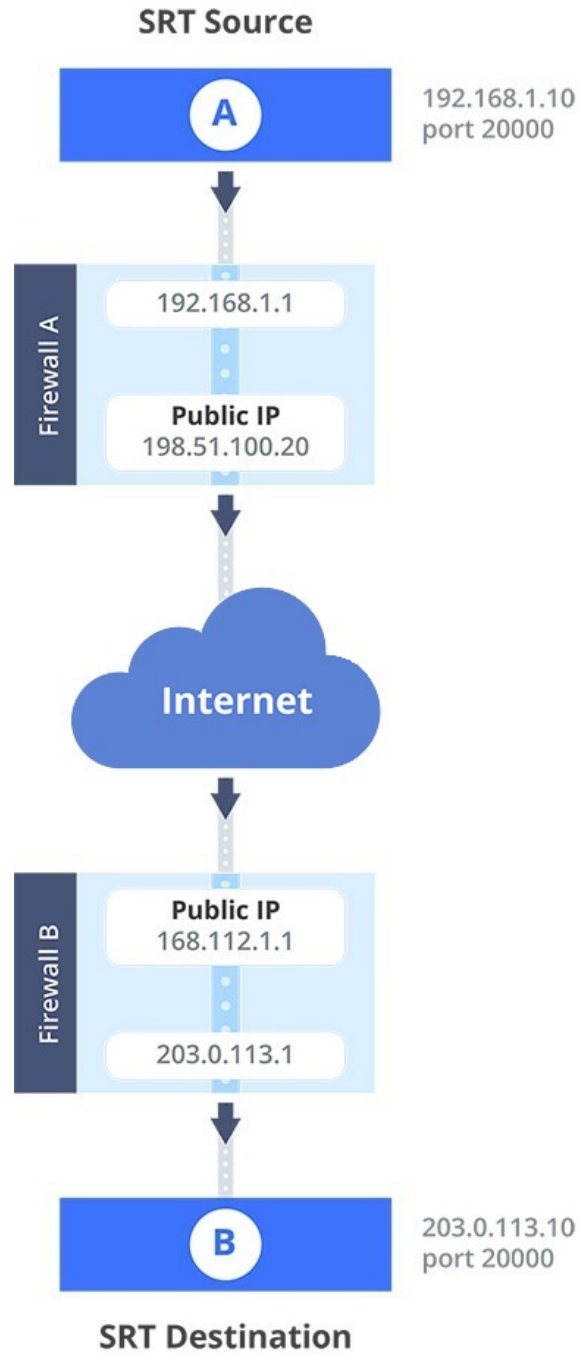 SRT Source
A
192.168.1.10
port 20000
Firewall A
192.168.1.1
Public IP
198.51.100.20
Internet
Firewall B
Public IP
168.112.1.1
203.0.113.1
B
203.0.113.10
port 20000
SRT Destination